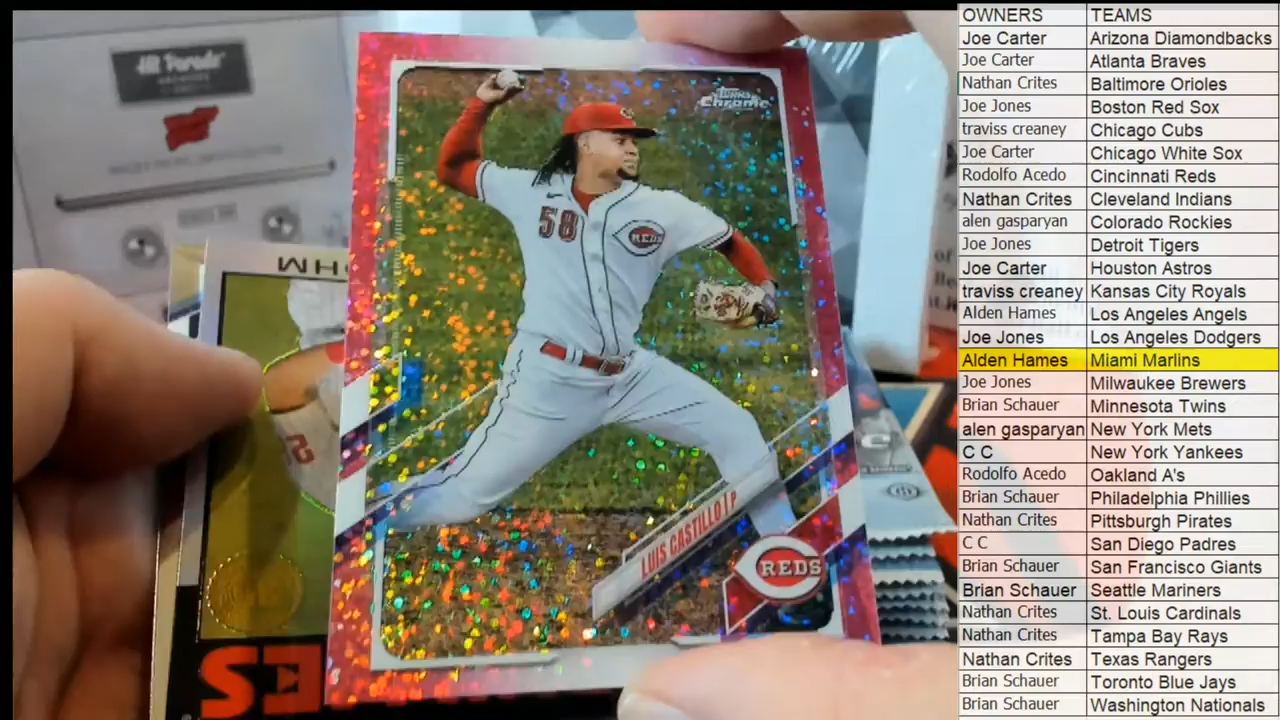 Hit Parade
Topps
Chrome
58
REDS
LUIS CASTILLO | P
REDS
OWNERS TEAMS
Joe Carter Arizona Diamondbacks
Joe Carter Atlanta Braves
Nathan Crites Baltimore Orioles
Joe Jones Boston Red Sox
traviss creaney Chicago Cubs
Joe Carter Chicago White Sox
Rodolfo Acedo Cincinnati Reds
Nathan Crites Cleveland Indians
alen gasparyan Colorado Rockies
Joe Jones Detroit Tigers
Joe Carter Houston Astros
traviss creaney Kansas City Royals
Alden Hames Los Angeles Angels
Joe Jones Los Angeles Dodgers
Alden Hames Miami Marlins
Joe Jones Milwaukee Brewers
Brian Schauer Minnesota Twins
alen gasparyan New York Mets
C C New York Yankees
Rodolfo Acedo Oakland A's
Brian Schauer Philadelphia Phillies
Nathan Crites Pittsburgh Pirates
C C San Diego Padres
Brian Schauer San Francisco Giants
Brian Schauer Seattle Mariners
Nathan Crites St. Louis Cardinals
Nathan Crites Tampa Bay Rays
Nathan Crites Texas Rangers
Brian Schauer Toronto Blue Jays
Brian Schauer Washington Nationals